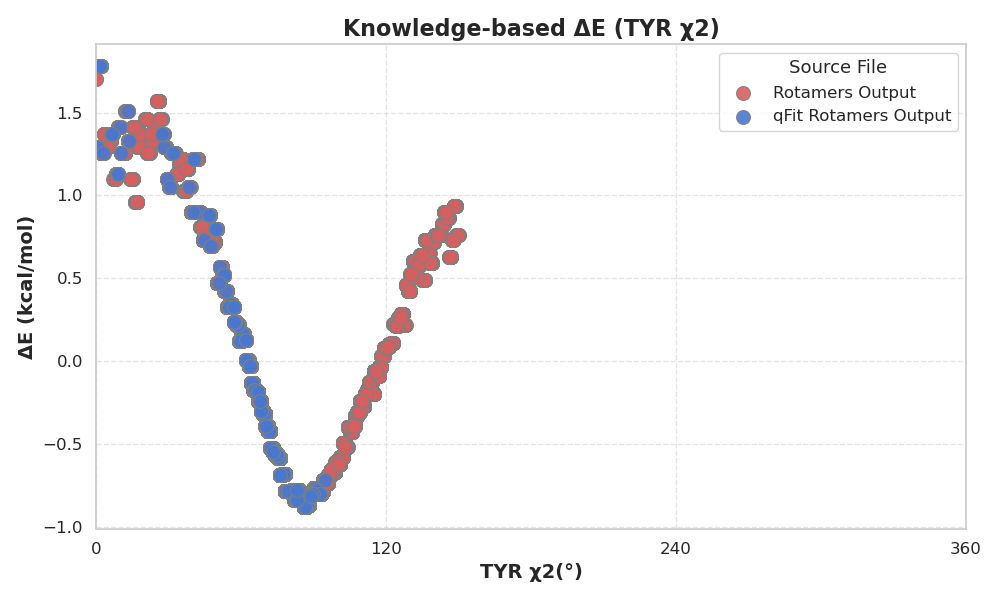 Knowledge-based ΔE (TYR χ2)
Source File
Rotamers Output
qFit Rotamers Output
ΔE (kcal/mol)
1.5
1.0
0.5
0.0
−0.5
−1.0
0
120
240
360
TYR χ2(°)